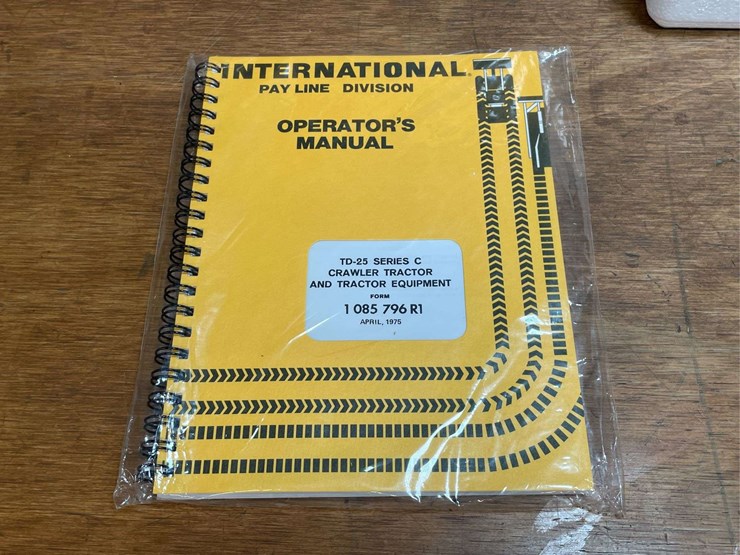 INTERNATIONAL®
PAY LINE DIVISION
OPERATOR'S
MANUAL
TD-25 SERIES C
CRAWLER TRACTOR
AND TRACTOR EQUIPMENT
FORM
1 085 796 R1
APRIL, 1975